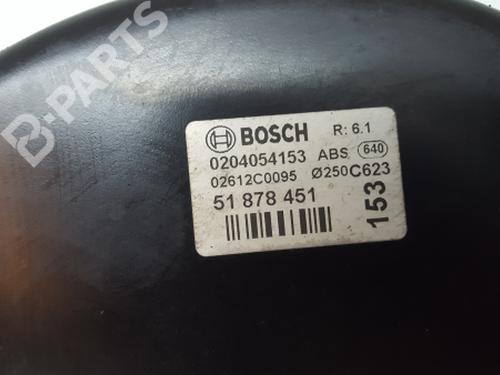 B-PARTS
BOSCH R: 6.1
0204054153 ABS 640
02612C0095 Ø250C623
51 878 451
153